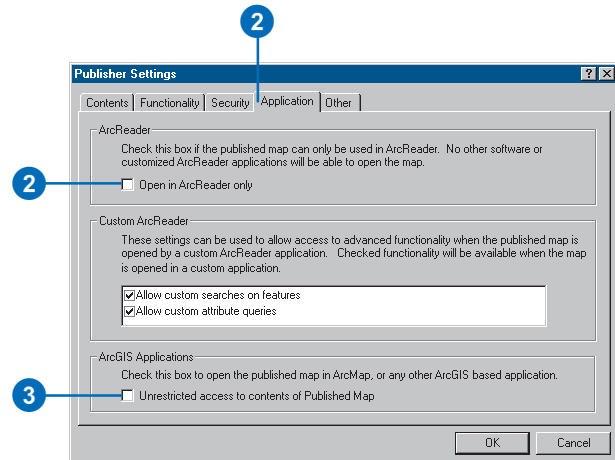 2
Publisher Settings
Contents Functionality Security Application Other
ArcReader
Check this box if the published map can only be used in ArcReader. No other software or
customized ArcReader applications will be able to open the map.
2
Open in ArcReader only
Custom ArcReader
These settings can be used to allow access to advanced functionality when the published map is
opened by a custom ArcReader application. Checked functionality will be available when the map
is opened in a custom application.
Allow custom searches on features
Allow custom attribute queries
ArcGIS Applications
Check this box to open the published map in ArcMap, or any other ArcGIS based application.
3
Unrestricted access to contents of Published Map
OK Cancel